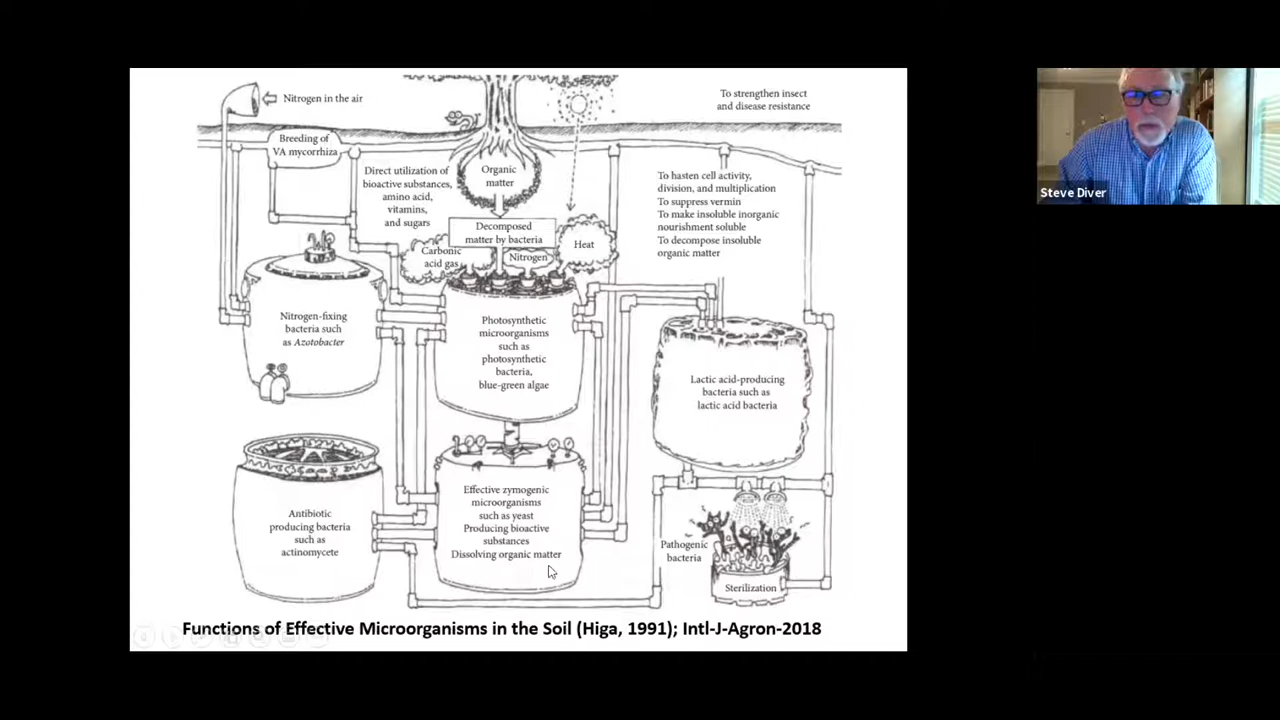 Nitrogen in the air
To strengthen insect
and disease resistance
Breeding of
VA mycorrhiza
Direct utilization of
bioactive substances,
amino acid,
vitamins,
and sugars
Organic
matter
To hasten cell activity,
division, and multiplication
To suppress vermin
To make insoluble inorganic
nourishment soluble
To decompose insoluble
organic matter
Decomposed
matter by bacteria
Carbonic
acid gas
Nitrogen
Heat
Nitrogen-fixing
bacteria such
as Azotobacter
Photosynthetic
microorganisms
such as
photosynthetic
bacteria,
blue-green algae
Lactic acid-producing
bacteria such as
lactic acid bacteria
Antibiotic
producing bacteria
such as
actinomycete
Effective zymogenic
microorganisms
such as yeast
Producing bioactive
substances
Dissolving organic matter
Pathogenic
bacteria
Sterilization
Functions of Effective Microorganisms in the Soil (Higa, 1991); Intl-J-Agron-2018
Steve Diver